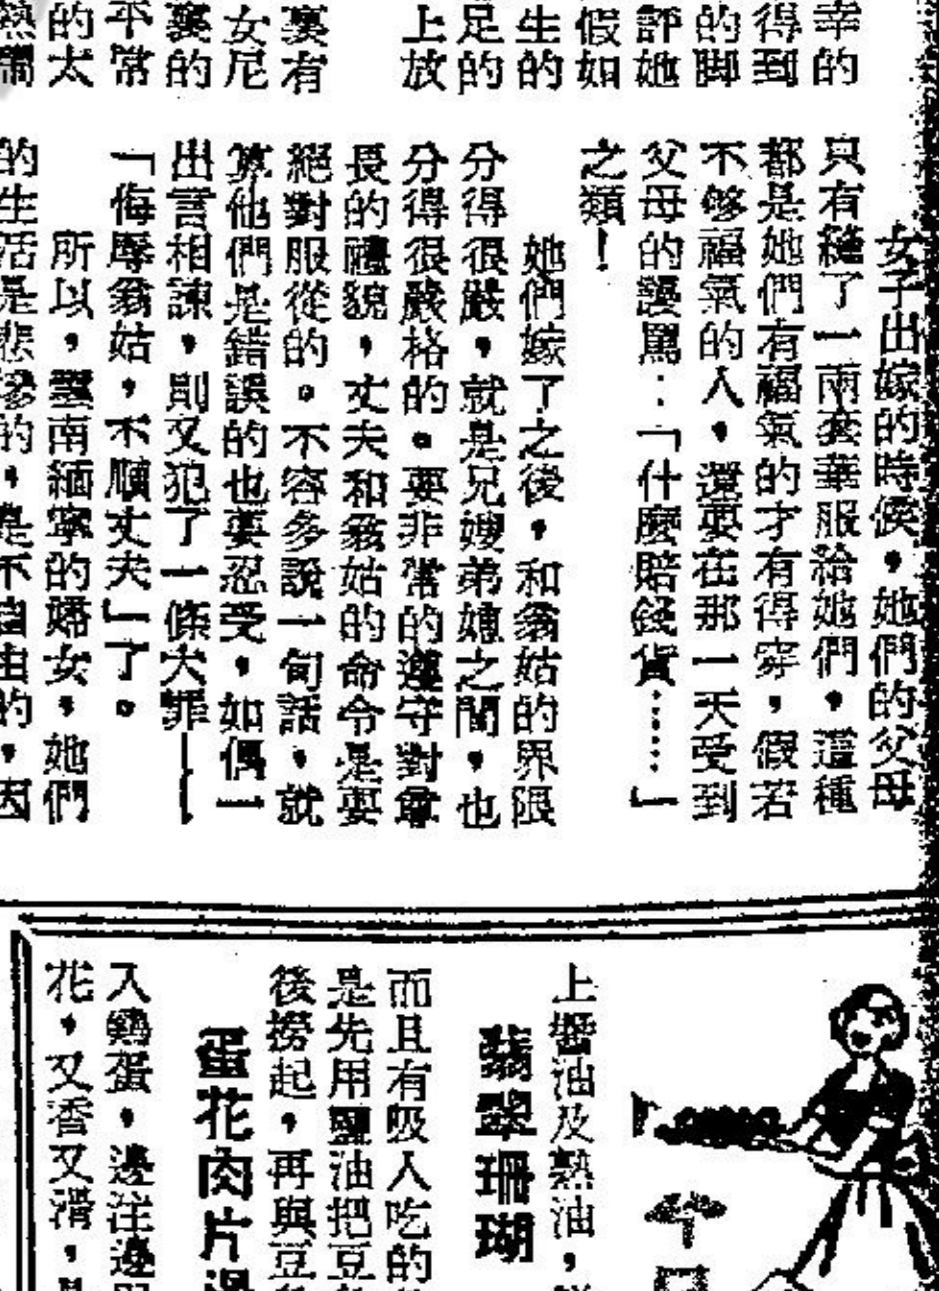 幸的
得到
的脚
評她
假如
生的
足的
上放
裏有
女尼
裏的
平常
的太
熱鬧
女子出嫁的時候，她們的父母
只有縫了一兩套華服給她們，這種
都是她們有福氣的才有得穿，假若
不够福氣的人，還要在那一天受到
父母的謾罵：「什麼賠錢貨……」
之類！
她們嫁了之後，和翁姑的界限
分得很嚴，就是兄嫂弟媳之間，也
分得很嚴格的。要非常的遵守對尊
長的禮貌，丈夫和翁姑的命令是要
絕對服從的。不容多說一句話，就
算他們是錯誤的也要忍受，如偶一
出言相諫，則又犯了一條大罪——
「侮辱翁姑，不順丈夫」了。
所以，雲南緬寧的婦女，她們
的生活是悲慘的，是不自由的，因
上醬油及熟油，
翡翠珊瑚
而且有吸人吃的
是先用鹽油把豆
後撈起，再與豆
蛋花肉片湯
入鷄蛋，邊注邊
花，又香又滑，